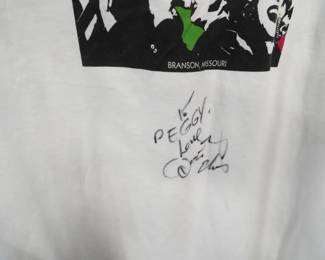 BRANSON, MISSOURI
To
PEGGY,
Love